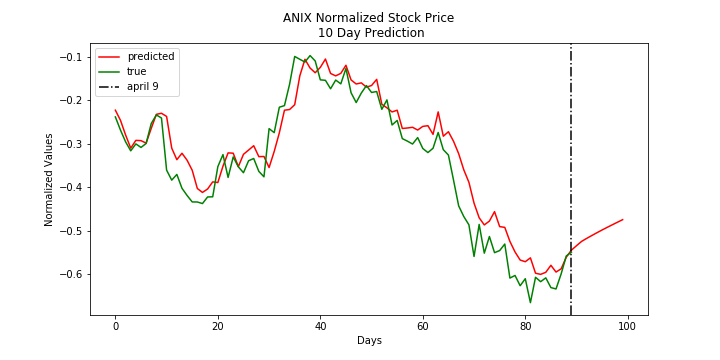 ANIX Normalized Stock Price
10 Day Prediction
predicted
true
april 9
Normalized Values
−0.1
−0.2
−0.3
−0.4
−0.5
−0.6
0
20
40
60
80
100
Days